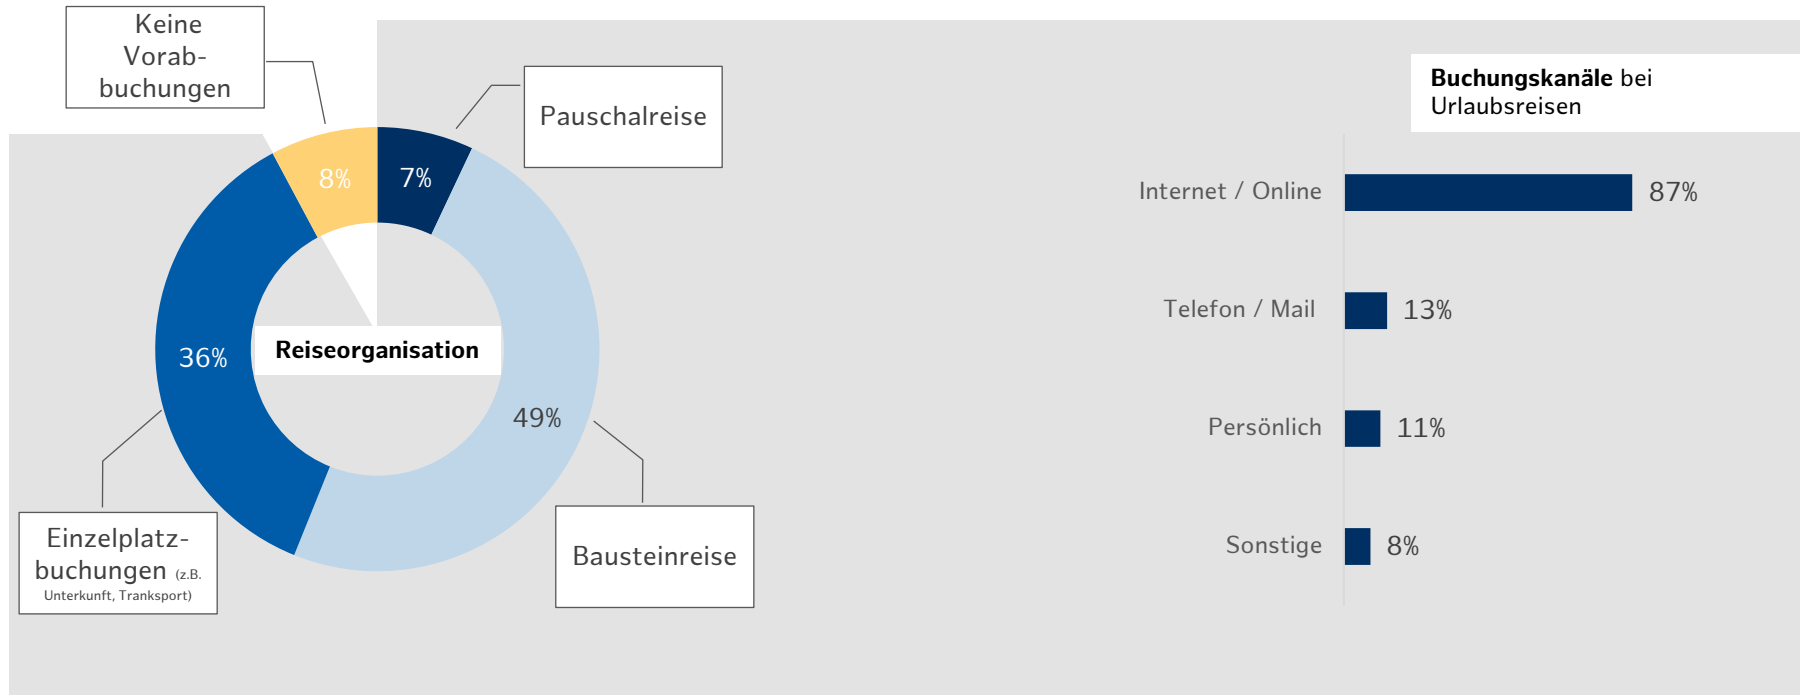 Keine
Vorab-
buchungen
Pauschalreise
8%
7%
36%
Reiseorganisation
49%
Einzelplatz-
buchungen (z.B.
Unterkunft, Tranksport)
Bausteinreise
Buchungskanäle bei
Urlaubsreisen
Internet / Online 87%
Telefon / Mail 13%
Persönlich 11%
Sonstige 8%